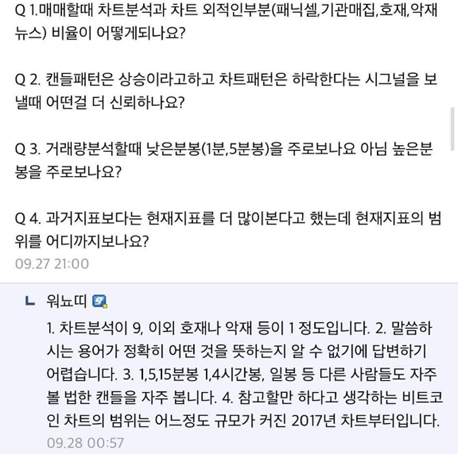 Q 1.매매할때 차트분석과 차트 외적인부분(패닉셀,기관매집,호재,악재
뉴스) 비율이 어떻게되나요?
Q 2. 캔들패턴은 상승이라고하고 차트패턴은 하락한다는 시그널을 보
낼때 어떤걸 더 신뢰하나요?
Q 3. 거래량분석할때 낮은분봉(1분,5분봉)을 주로보나요 아님 높은분
봉을 주로보나요?
Q 4. 과거지표보다는 현재지표를 더 많이본다고 했는데 현재지표의 범
위를 어디까지보나요?
09.27 21:00
워뇨띠
1. 차트분석이 9, 이외 호재나 악재 등이 1 정도입니다. 2. 말씀하
시는 용어가 정확히 어떤 것을 뜻하는지 알 수 없기에 답변하기
어렵습니다. 3. 1,5,15분봉 1,4시간봉, 일봉 등 다른 사람들도 자주
볼 법한 캔들을 자주 봅니다. 4. 참고할만 하다고 생각하는 비트코
인 차트의 범위는 어느정도 규모가 커진 2017년 차트부터입니다.
09.28 00:57